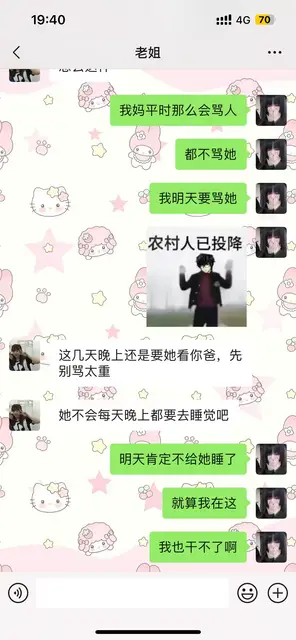 19:40
4G
70
老姐
我妈平时那么会骂人
都不骂她
我明天要骂她
农村人已投降
这几天晚上还是要她看你爸，先
别骂太重
她不会每天晚上都要去睡觉吧
明天肯定不给她睡了
就算我在这
我也干不了啊